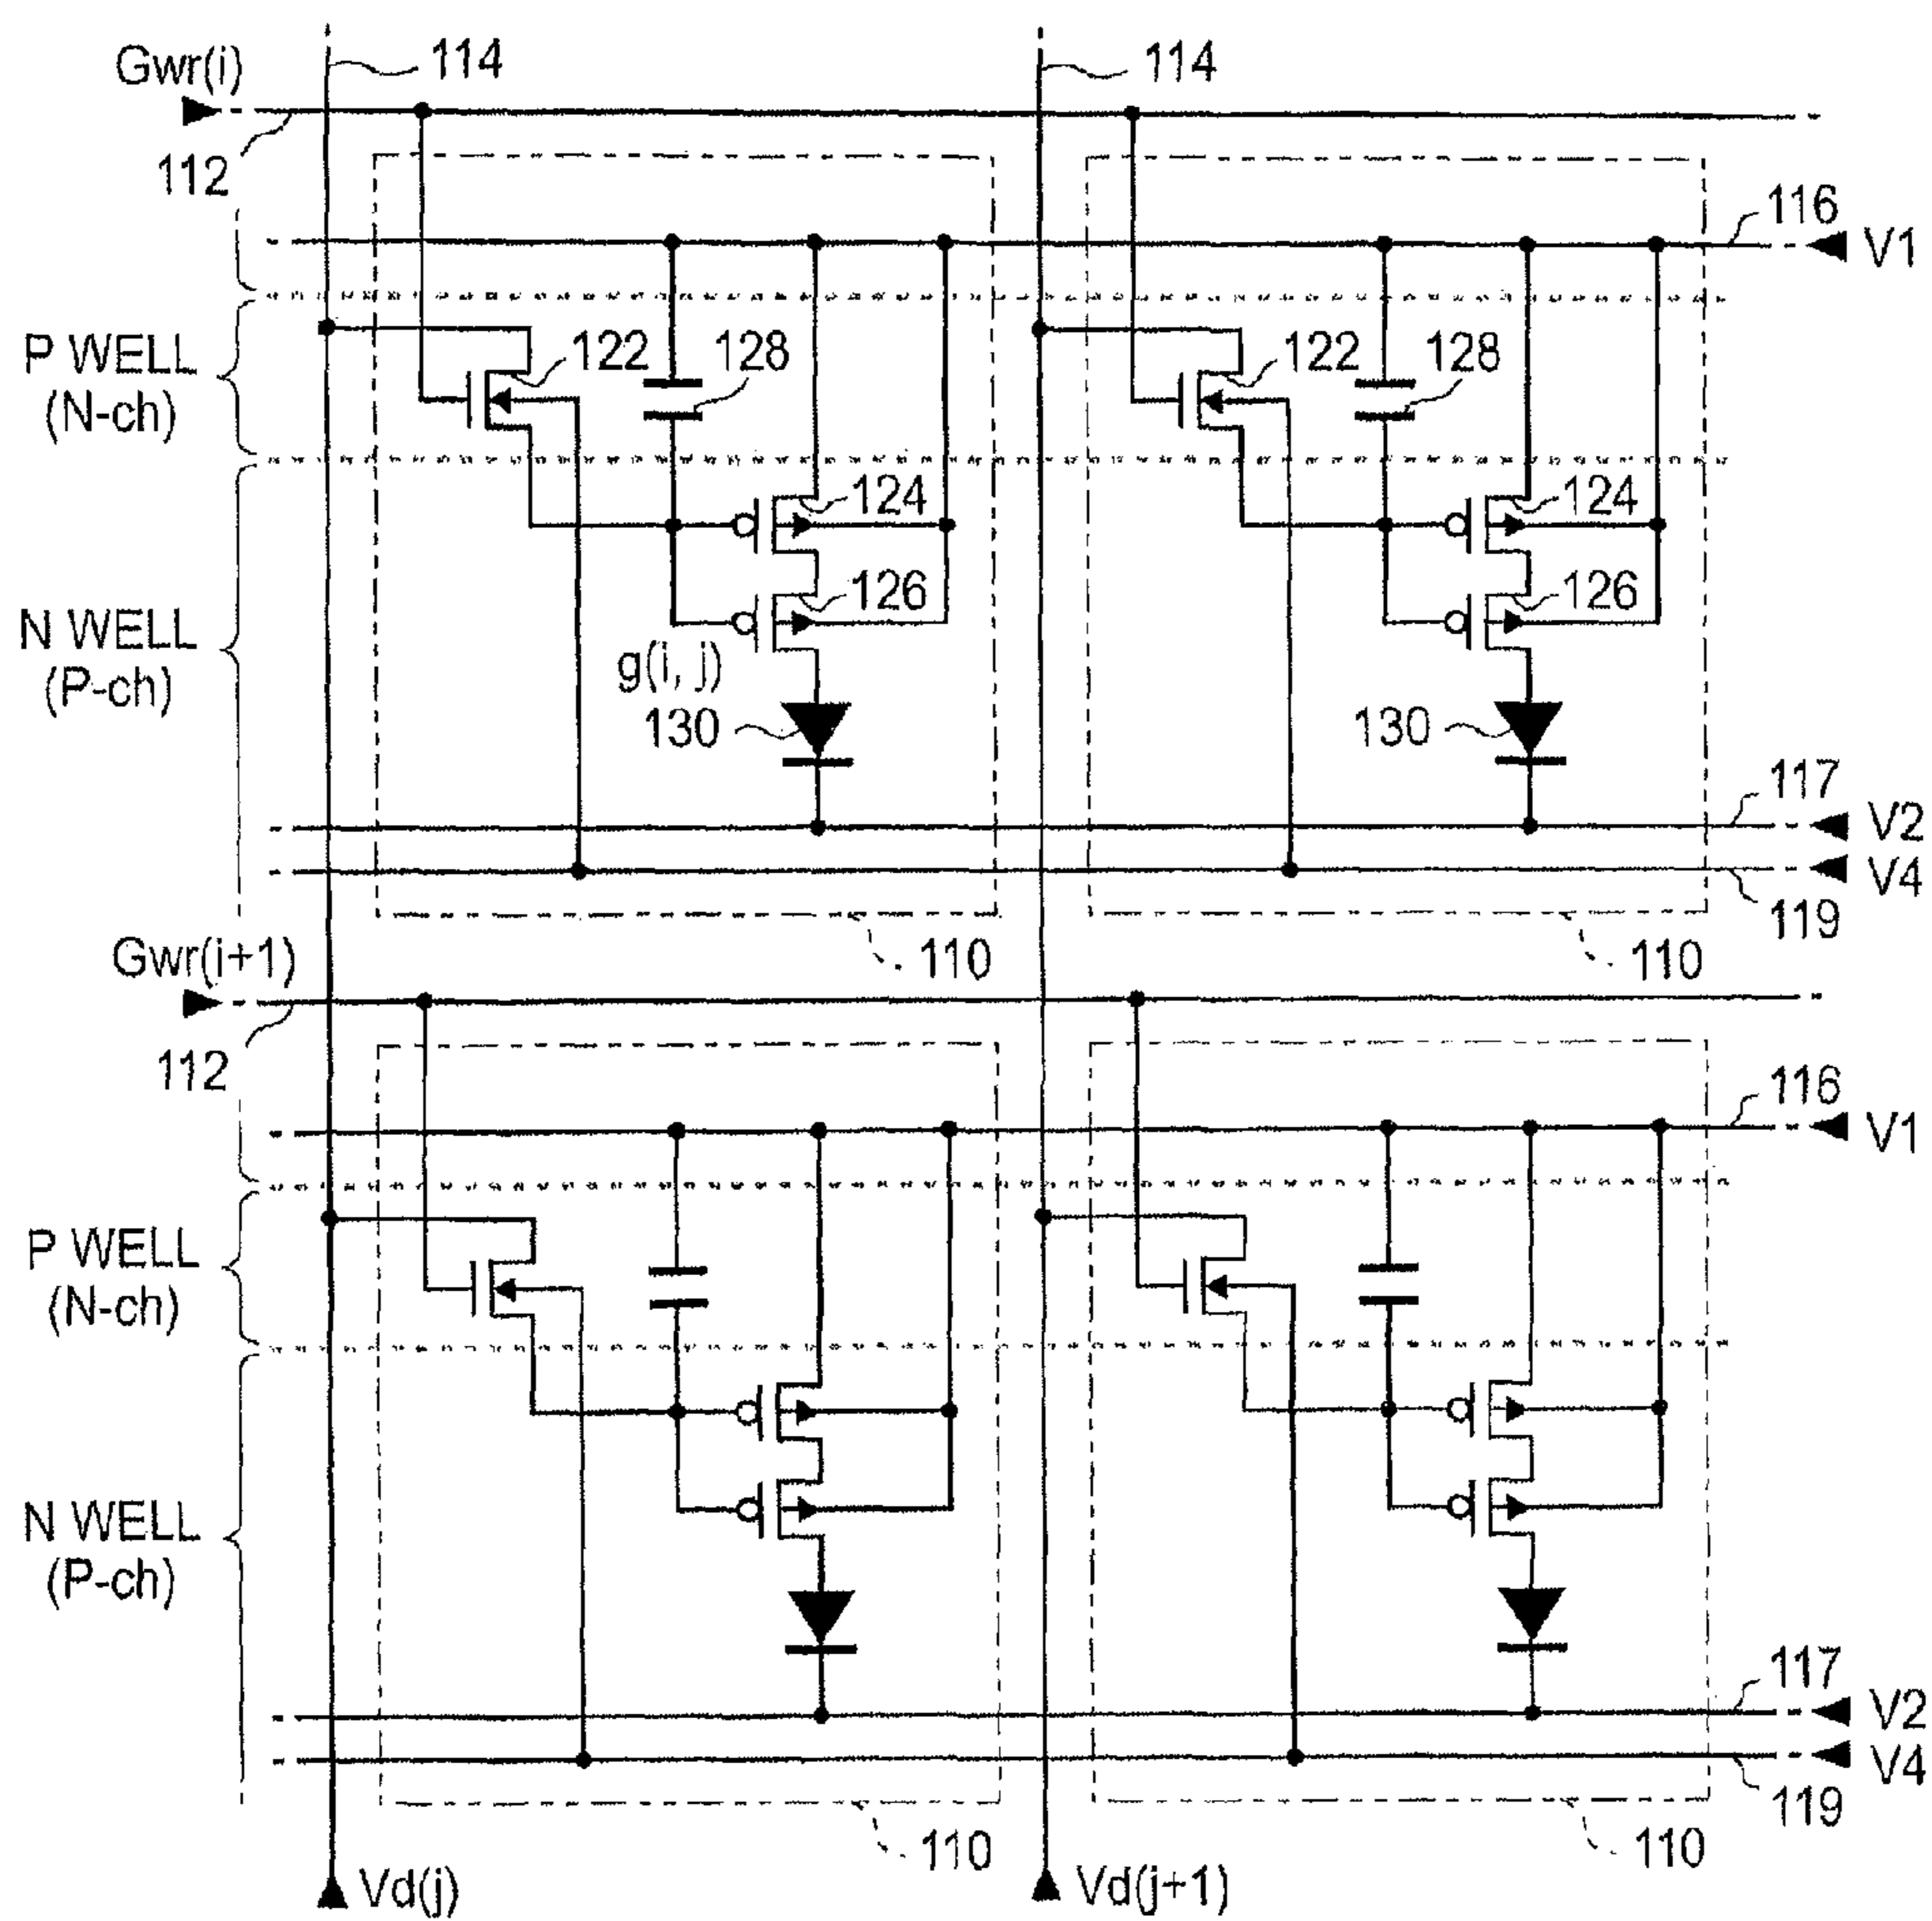 Gwr(i)
114
114
112
116
V1
P WELL
(N-ch)
122
128
122
128
124
124
126
126
N WELL
(P-ch)
g(i, j)
130
130
117
V2
V4
119
110
110
Gwr(i+1)
112
116
V1
P WELL
(N-ch)
N WELL
(P-ch)
117
V2
V4
119
110
110
Vd(j)
Vd(j+1)